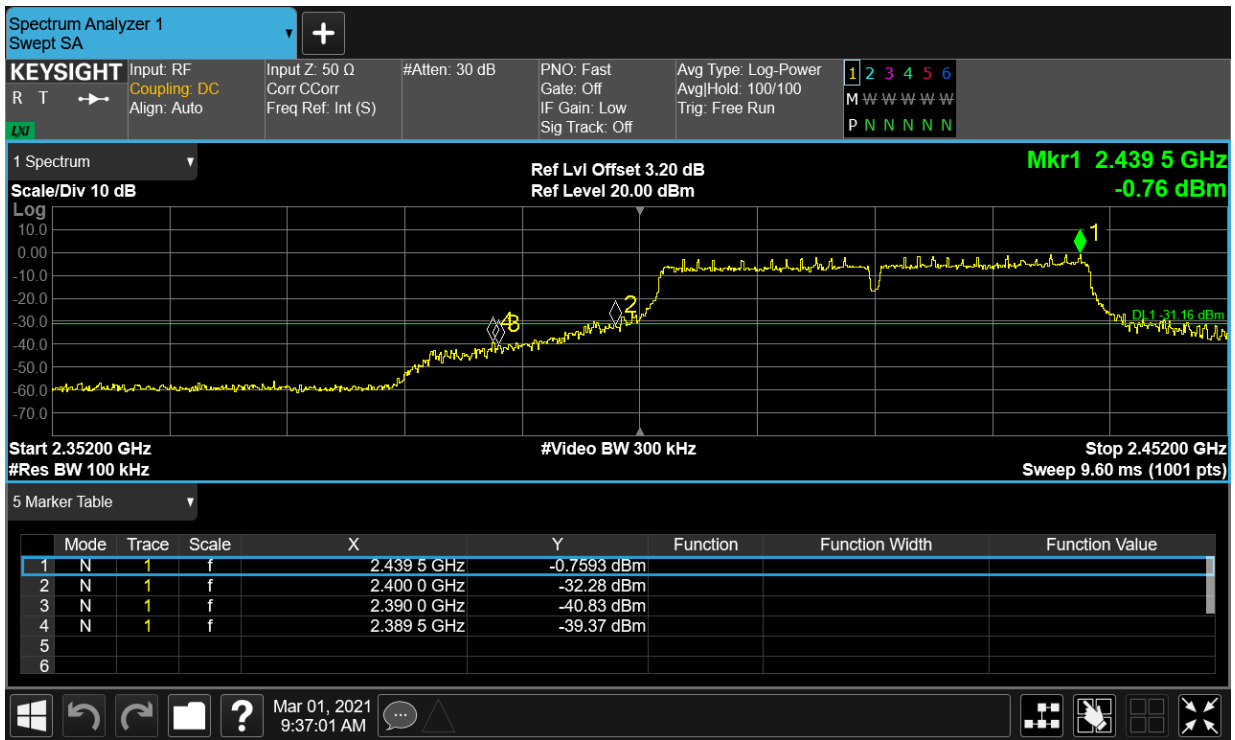 Spectrum Analyzer 1
Swept SA
+
KEYSIGHT Input: RF Input Z: 50 Ω #Atten: 30 dB PNO: Fast Avg Type: Log-Power 1 2 3 4 5 6
R T Coupling: DC Corr CCorr Gate: Off Avg|Hold: 100/100 M W W W W W
Align: Auto Freq Ref: Int (S) IF Gain: Low Trig: Free Run
LXI Sig Track: Off P N N N N N
1 Spectrum
Ref Lvl Offset 3.20 dB Mkr1 2.439 5 GHz
Scale/Div 10 dB Ref Level 20.00 dBm -0.76 dBm
Log
10.0
1
0.00
-10.0
-20.0
2
-30.0
43
DL1 -31.16 dBm
-40.0
-50.0
-60.0
-70.0
Start 2.35200 GHz #Video BW 300 kHz Stop 2.45200 GHz
#Res BW 100 kHz Sweep 9.60 ms (1001 pts)
5 Marker Table
Mode Trace Scale X Y Function Function Width Function Value
1 N 1 f 2.439 5 GHz -0.7593 dBm
2 N 1 f 2.400 0 GHz -32.28 dBm
3 N 1 f 2.390 0 GHz -40.83 dBm
4 N 1 f 2.389 5 GHz -39.37 dBm
5
6
? Mar 01, 2021
9:37:01 AM